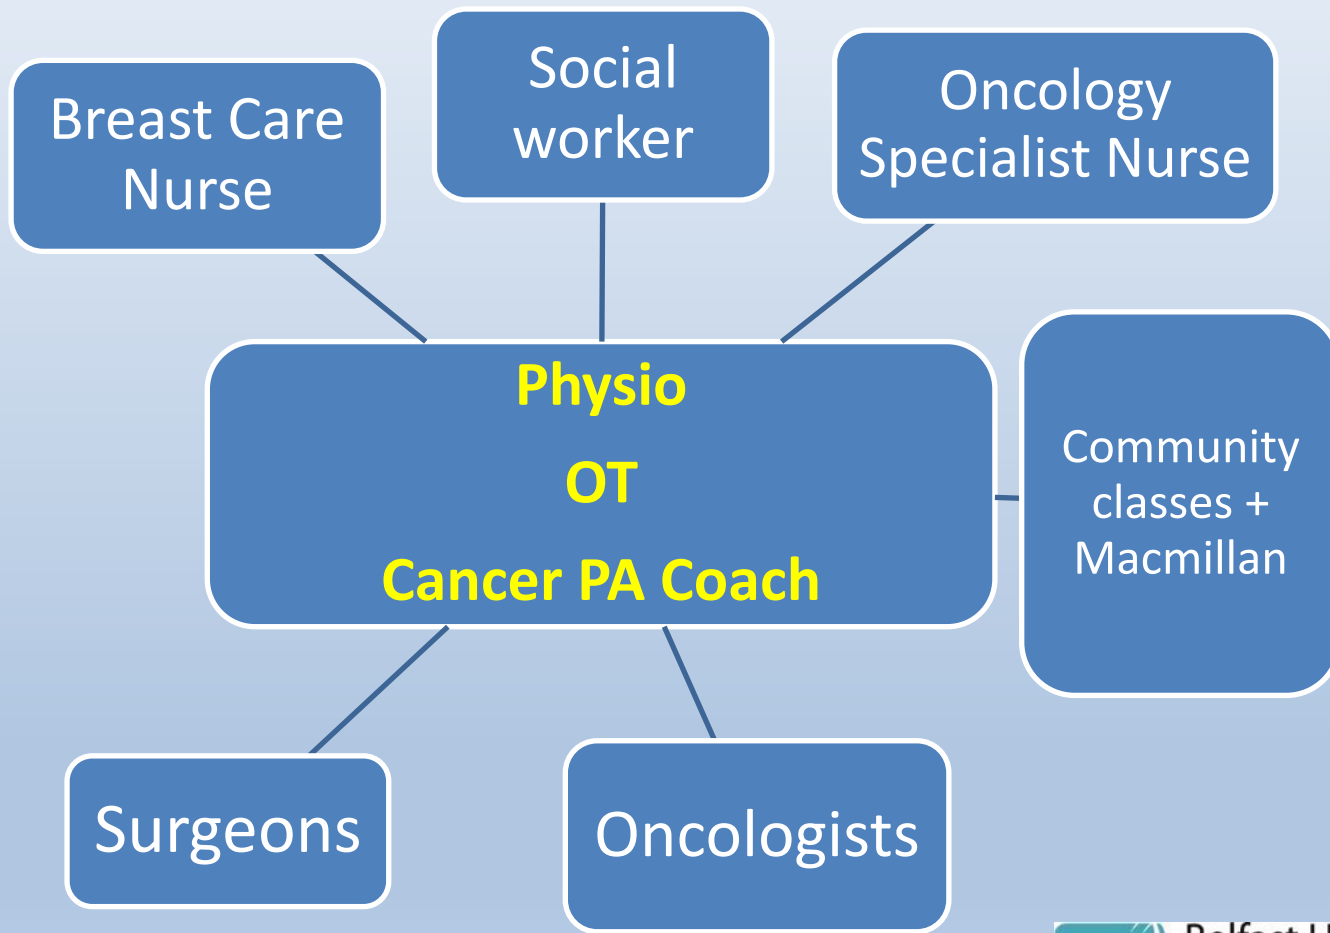 Breast Care
Nurse
Social
worker
Oncology
Specialist Nurse
Physio
OT
Cancer PA Coach
Community
classes +
Macmillan
Surgeons
Oncologists